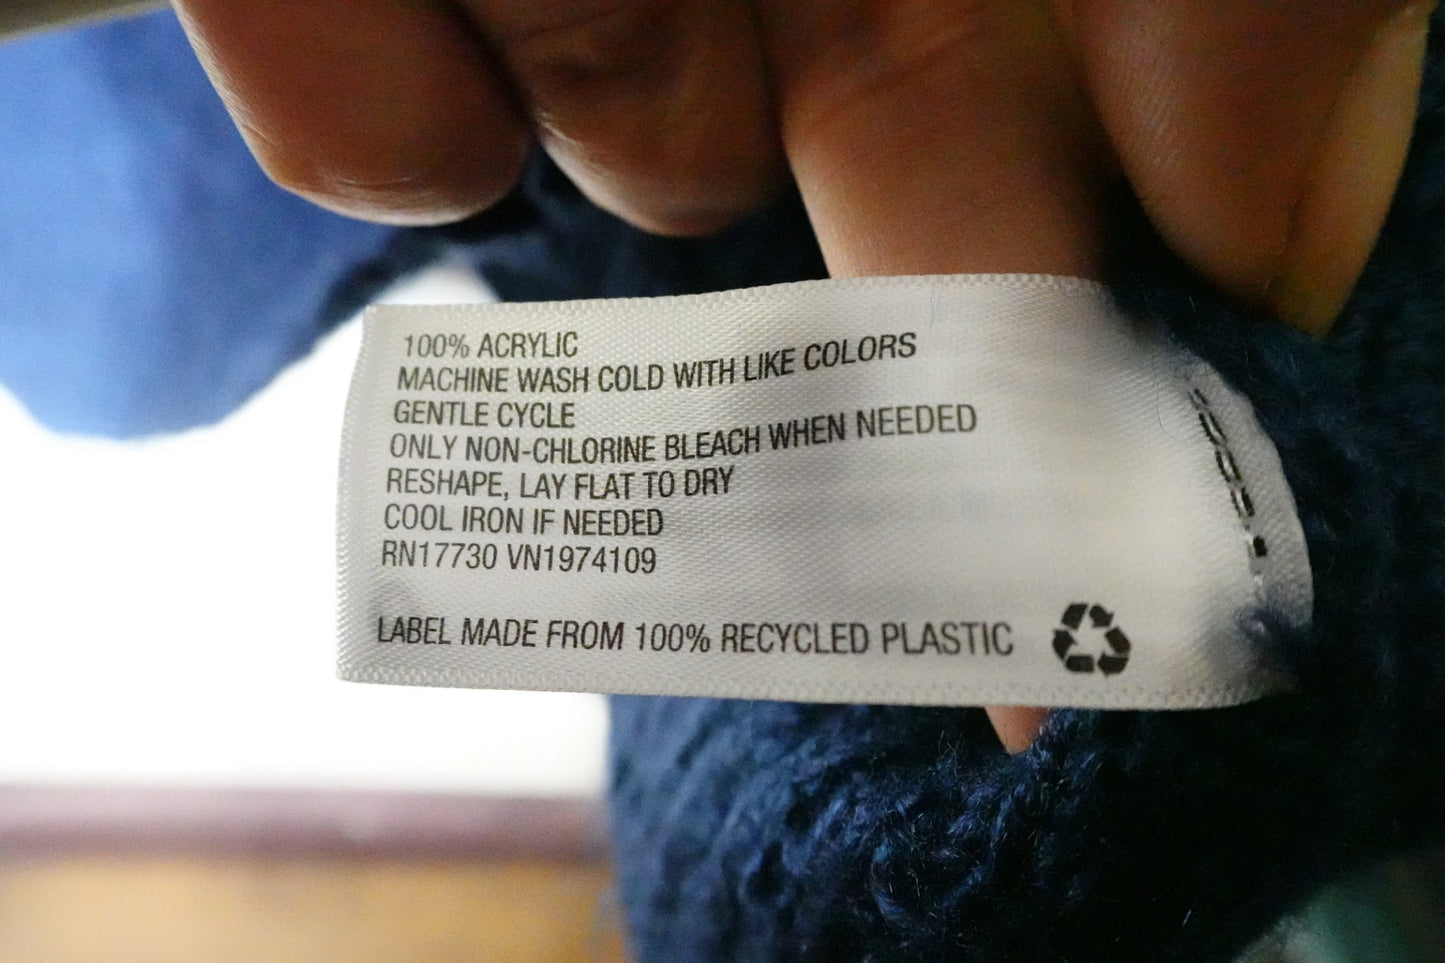 100% ACRYLIC
MACHINE WASH COLD WITH LIKE COLORS
GENTLE CYCLE
ONLY NON-CHLORINE BLEACH WHEN NEEDED
RESHAPE, LAY FLAT TO DRY
COOL IRON IF NEEDED
RN17730 VN1974109
LABEL MADE FROM 100% RECYCLED PLASTIC